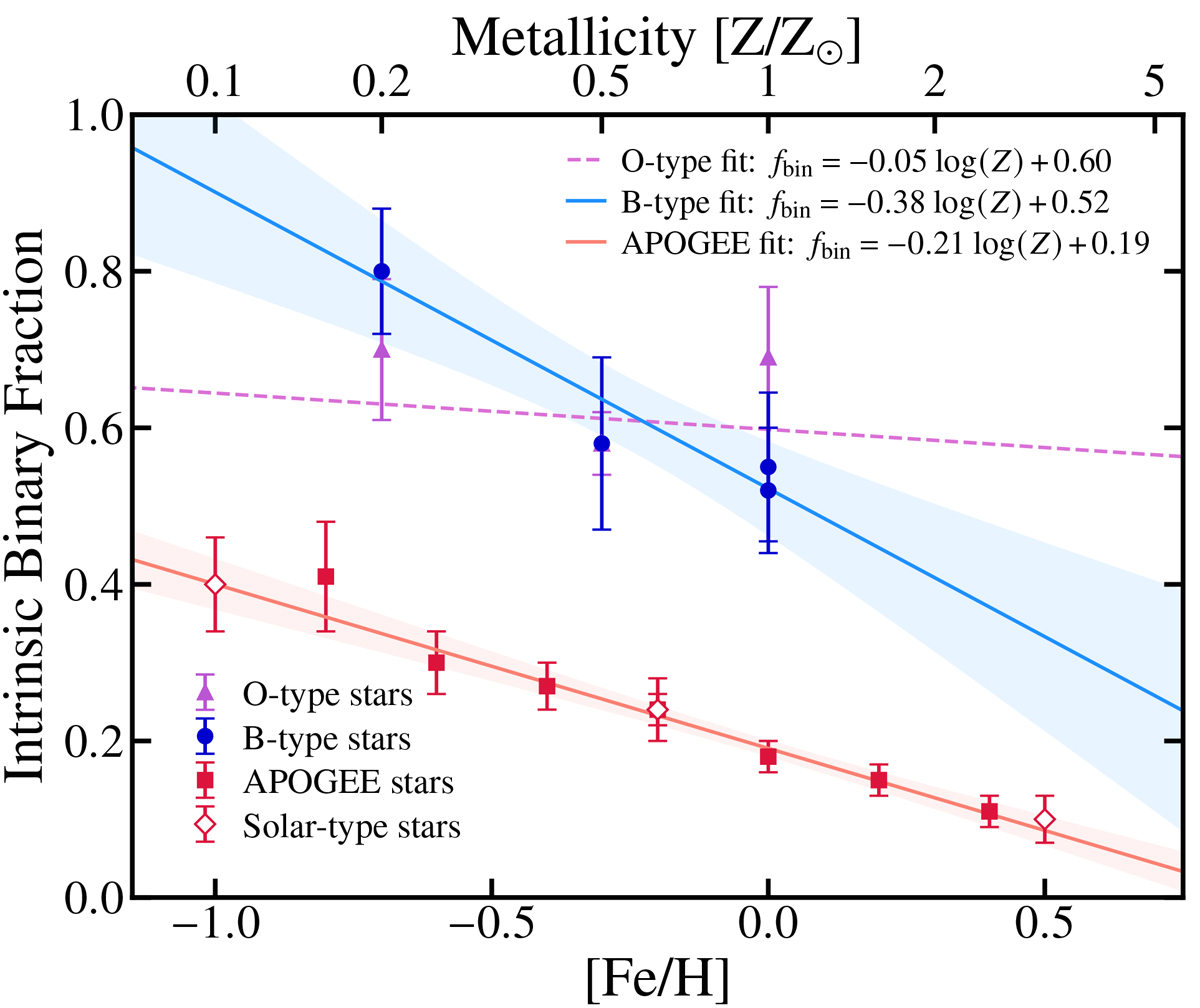 Metallicity [Z/Z⊙]
0.1 0.2 0.5 1 2 5
O-type fit: f_bin = −0.05 log(Z) + 0.60
B-type fit: f_bin = −0.38 log(Z) + 0.52
APOGEE fit: f_bin = −0.21 log(Z) + 0.19
1.0
0.8
0.6
0.4
0.2
0.0
Intrinsic Binary Fraction
O-type stars
B-type stars
APOGEE stars
Solar-type stars
−1.0 −0.5 0.0 0.5
[Fe/H]